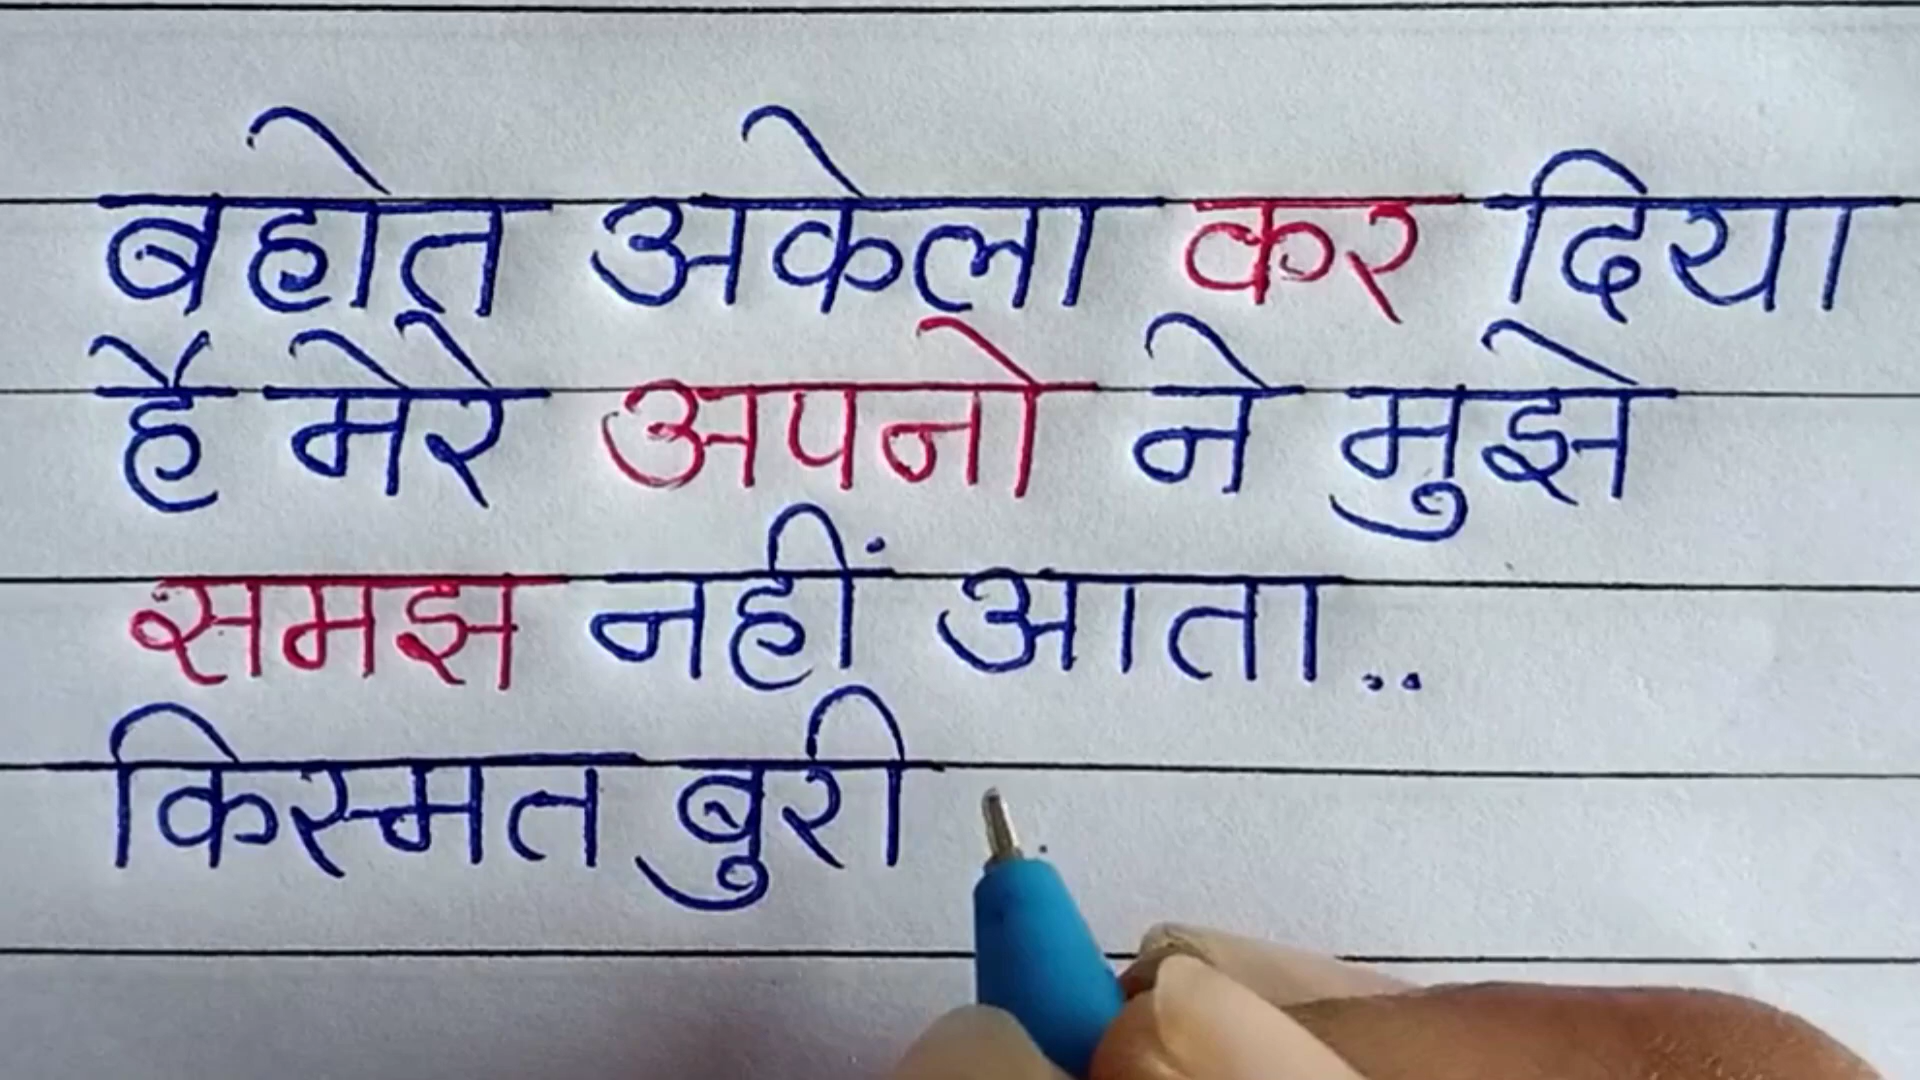 बहोत अकेला कर दिया
है मेरे अपनो ने मुझे
समझ नहीं आता..
किस्मत बुरी